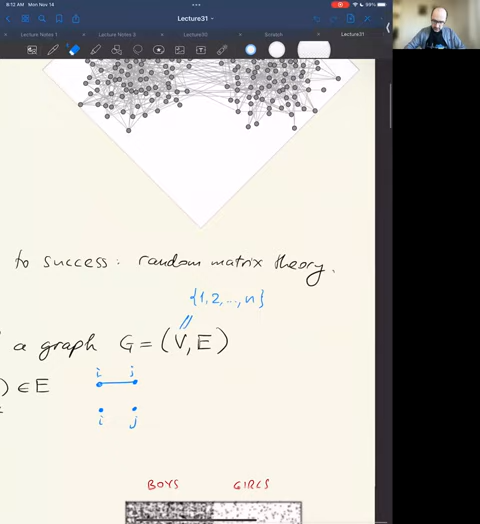 8:12 AM Mon Nov 14
99%
Lecture31
Lecture Notes 1
Lecture Notes 3
Lecture30
Scratch
Lecture31
to success: random matrix theory.
{1,2,...,n}
a graph G = (V, E)
) ∈ E
i j
i j
BOYS GIRLS